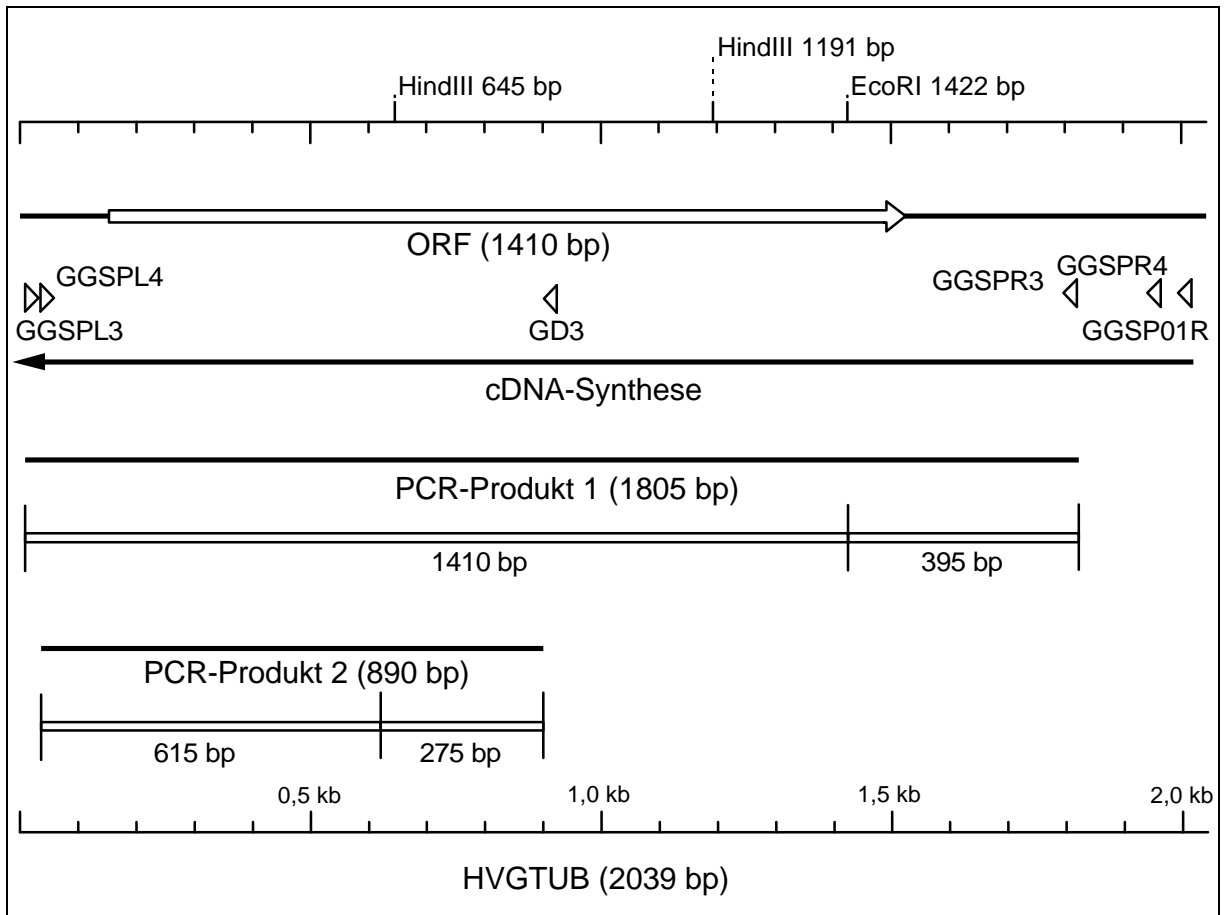 HindIII 1191 bp
HindIII 645 bp
EcoRI 1422 bp
ORF (1410 bp)
GGSPL4
GGSPR3
GGSPR4
GGSPL3
GD3
GGSP01R
cDNA-Synthese
PCR-Produkt 1 (1805 bp)
1410 bp
395 bp
PCR-Produkt 2 (890 bp)
615 bp
275 bp
0,5 kb
1,0 kb
1,5 kb
2,0 kb
HVGTUB (2039 bp)